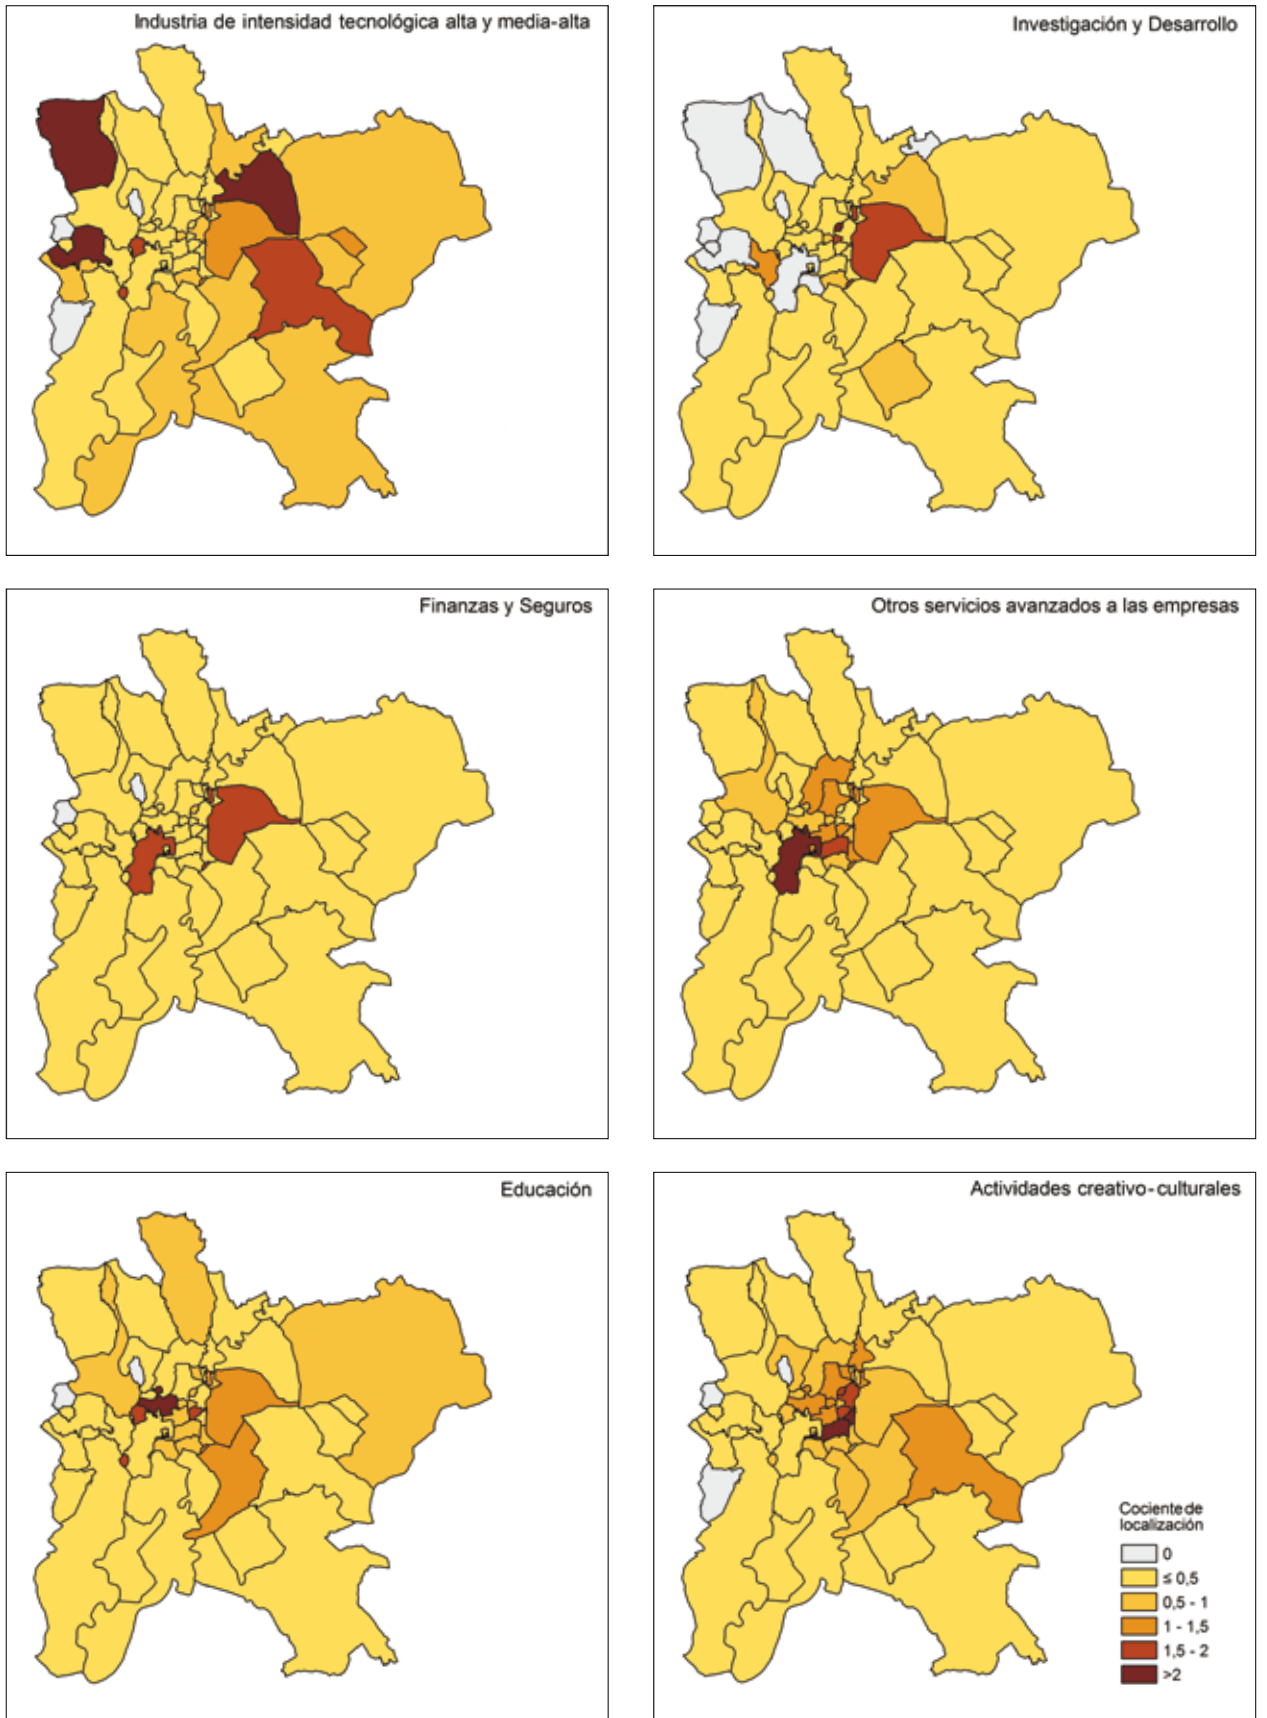 Industria de intensidad tecnológica alta y media-alta
Investigación y Desarrollo
Finanzas y Seguros
Otros servicios avanzados a las empresas
Educación
Actividades creativo-culturales
Cociente de
localización
0
≤ 0,5
0,5 - 1
1 - 1,5
1,5 - 2
>2